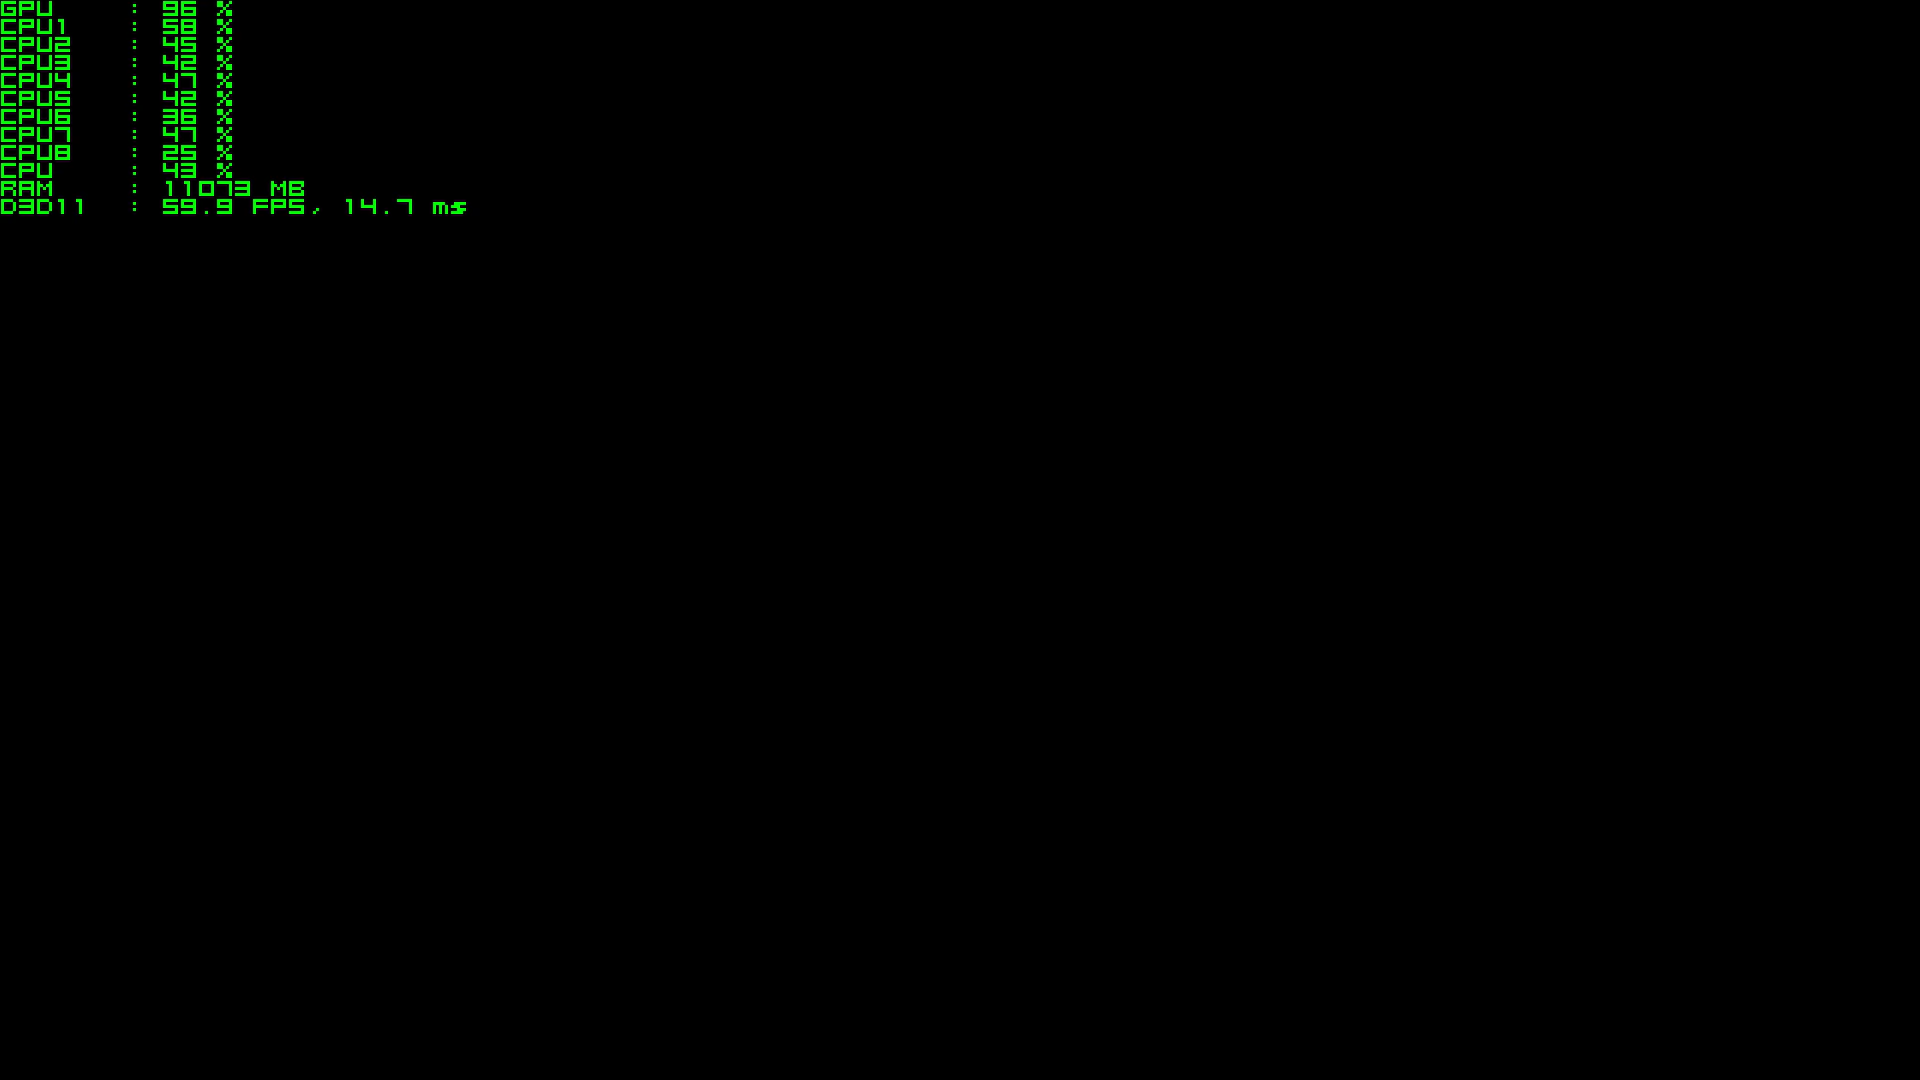 GPU : 96 %
CPU1 : 58 %
CPU2 : 45 %
CPU3 : 42 %
CPU4 : 47 %
CPU5 : 42 %
CPU6 : 36 %
CPU7 : 47 %
CPU8 : 25 %
CPU : 43 %
RAM : 11073 MB
D3D11 : 59.9 FPS, 14.7 ms